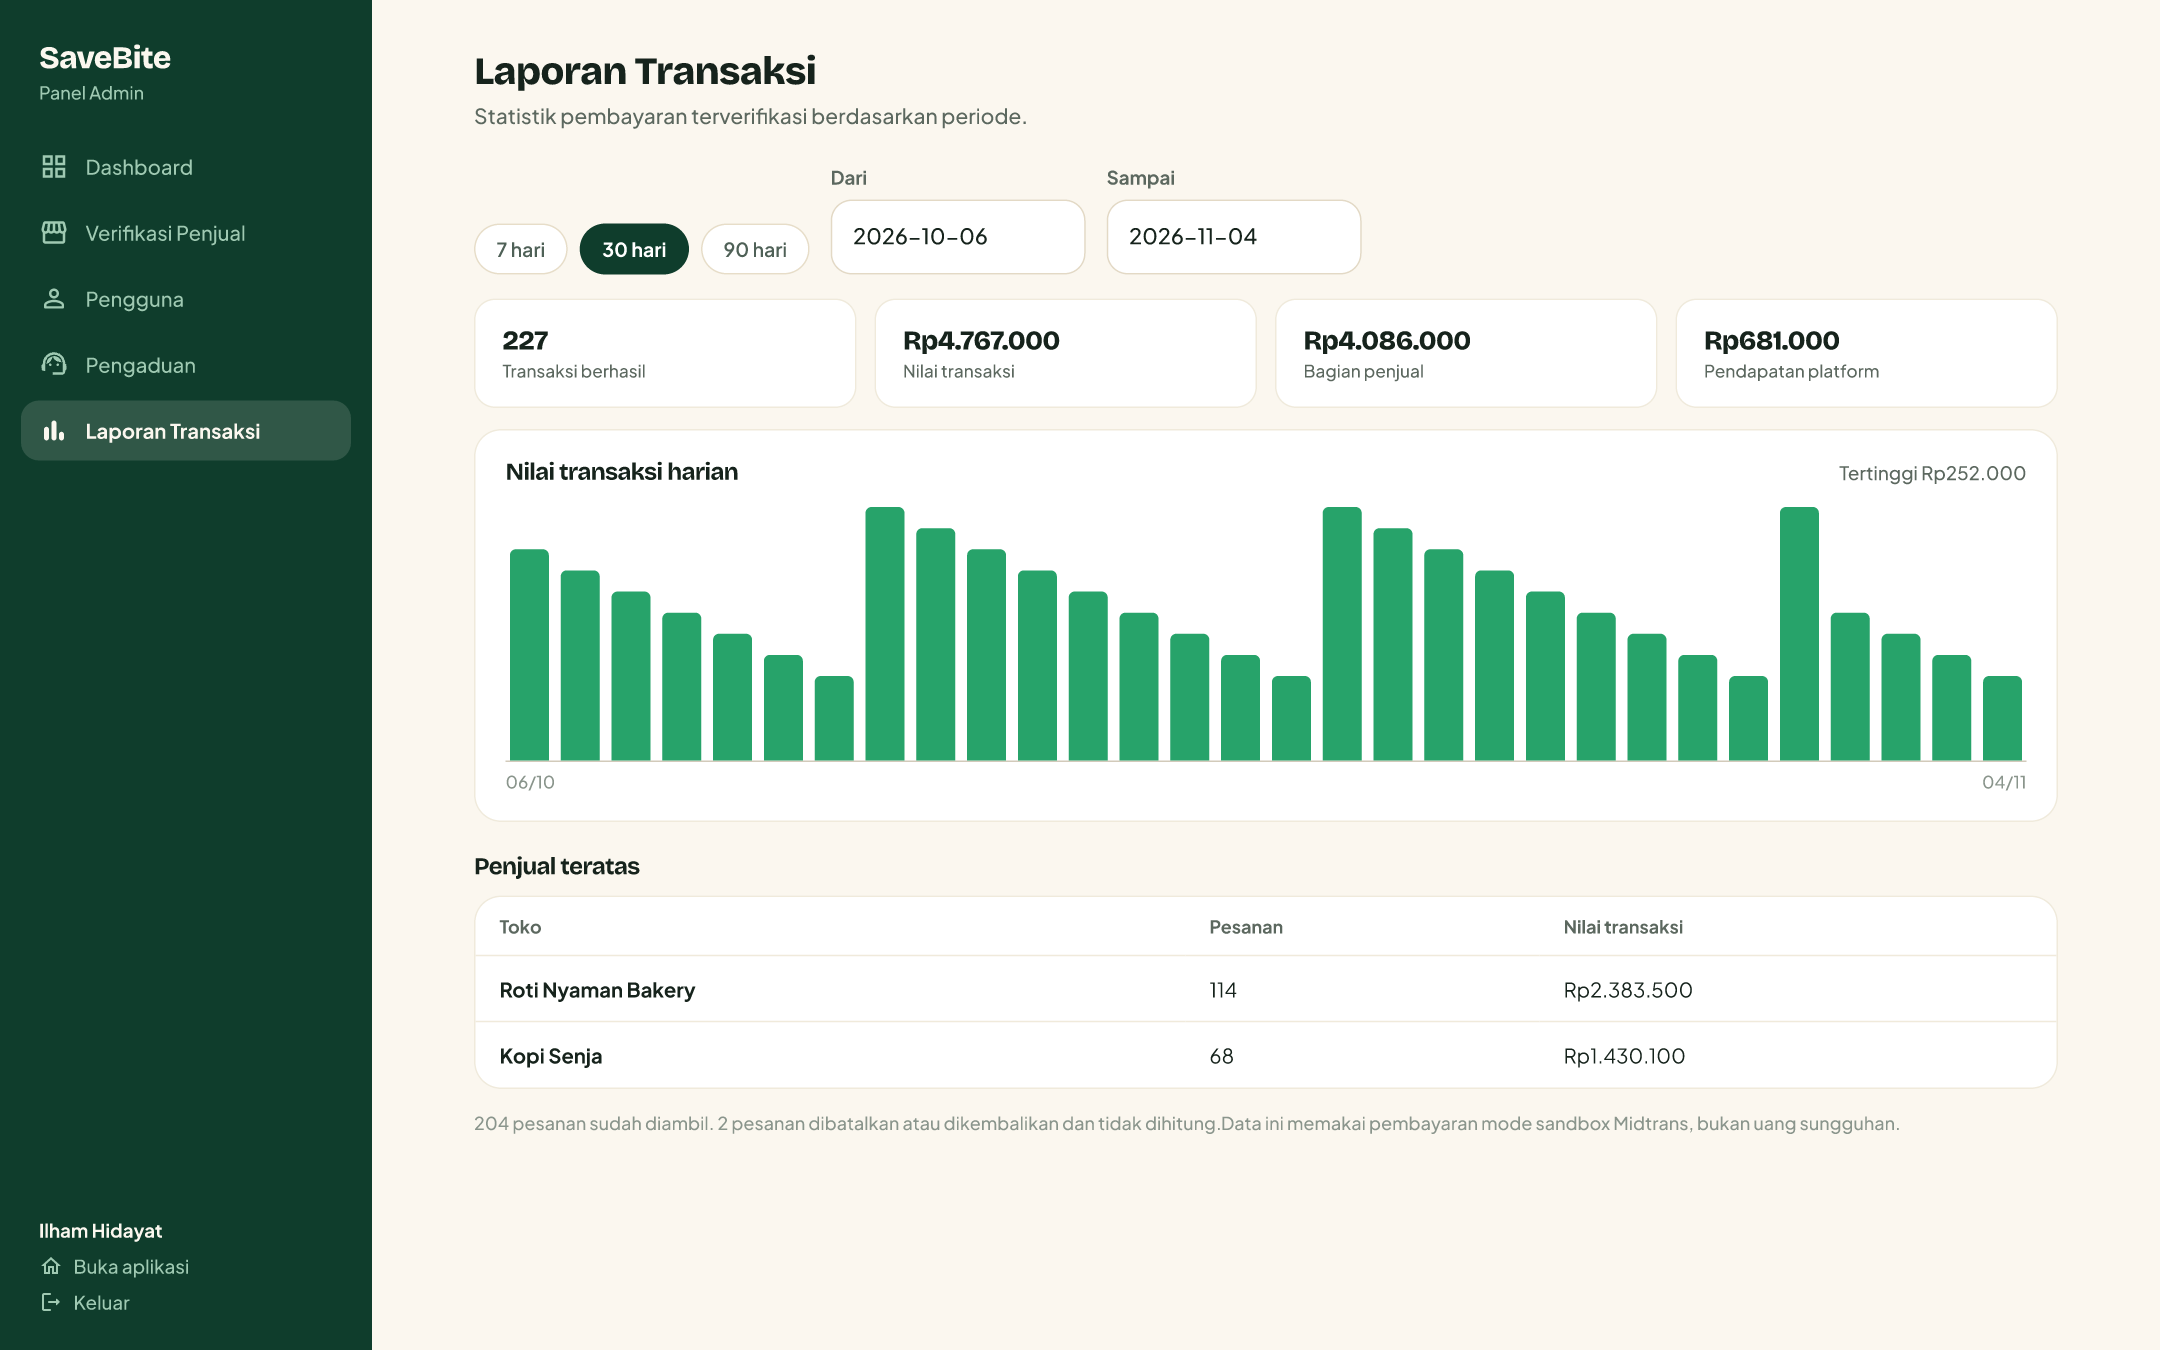 SaveBite
Panel Admin
Dashboard
Verifikasi Penjual
Pengguna
Pengaduan
Laporan Transaksi
Ilham Hidayat
Buka aplikasi
Keluar
Laporan Transaksi
Statistik pembayaran terverifikasi berdasarkan periode.
7 hari
30 hari
90 hari
Dari
2026-10-06
Sampai
2026-11-04
227
Transaksi berhasil
Rp4.767.000
Nilai transaksi
Rp4.086.000
Bagian penjual
Rp681.000
Pendapatan platform
Nilai transaksi harian
Tertinggi Rp252.000
06/10
04/11
Penjual teratas
Toko Pesanan Nilai transaksi
Roti Nyaman Bakery 114 Rp2.383.500
Kopi Senja 68 Rp1.430.100
204 pesanan sudah diambil. 2 pesanan dibatalkan atau dikembalikan dan tidak dihitung.Data ini memakai pembayaran mode sandbox Midtrans, bukan uang sungguhan.